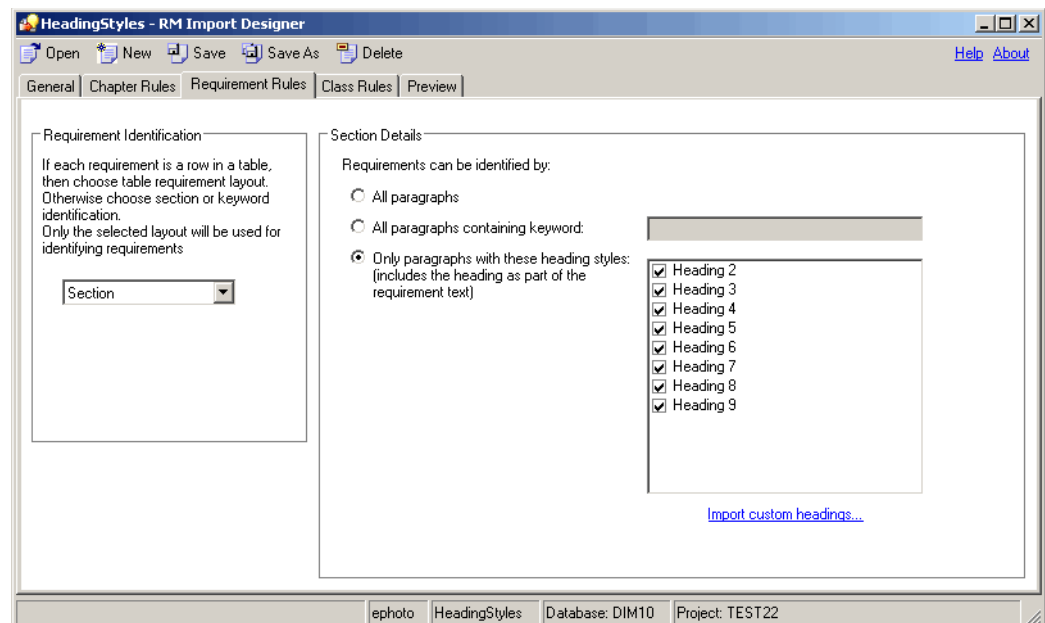 HeadingStyles - RM Import Designer
Open New Save Save As Delete Help About
General Chapter Rules Requirement Rules Class Rules Preview
Requirement Identification
If each requirement is a row in a table,
then choose table requirement layout.
Otherwise choose section or keyword
identification.
Only the selected layout will be used for
identifying requirements
Section
Section Details
Requirements can be identified by:
All paragraphs
All paragraphs containing keyword:
Only paragraphs with these heading styles:
(includes the heading as part of the
requirement text)
Heading 2
Heading 3
Heading 4
Heading 5
Heading 6
Heading 7
Heading 8
Heading 9
Import custom headings...
ephoto HeadingStyles Database: DIM10 Project: TEST22